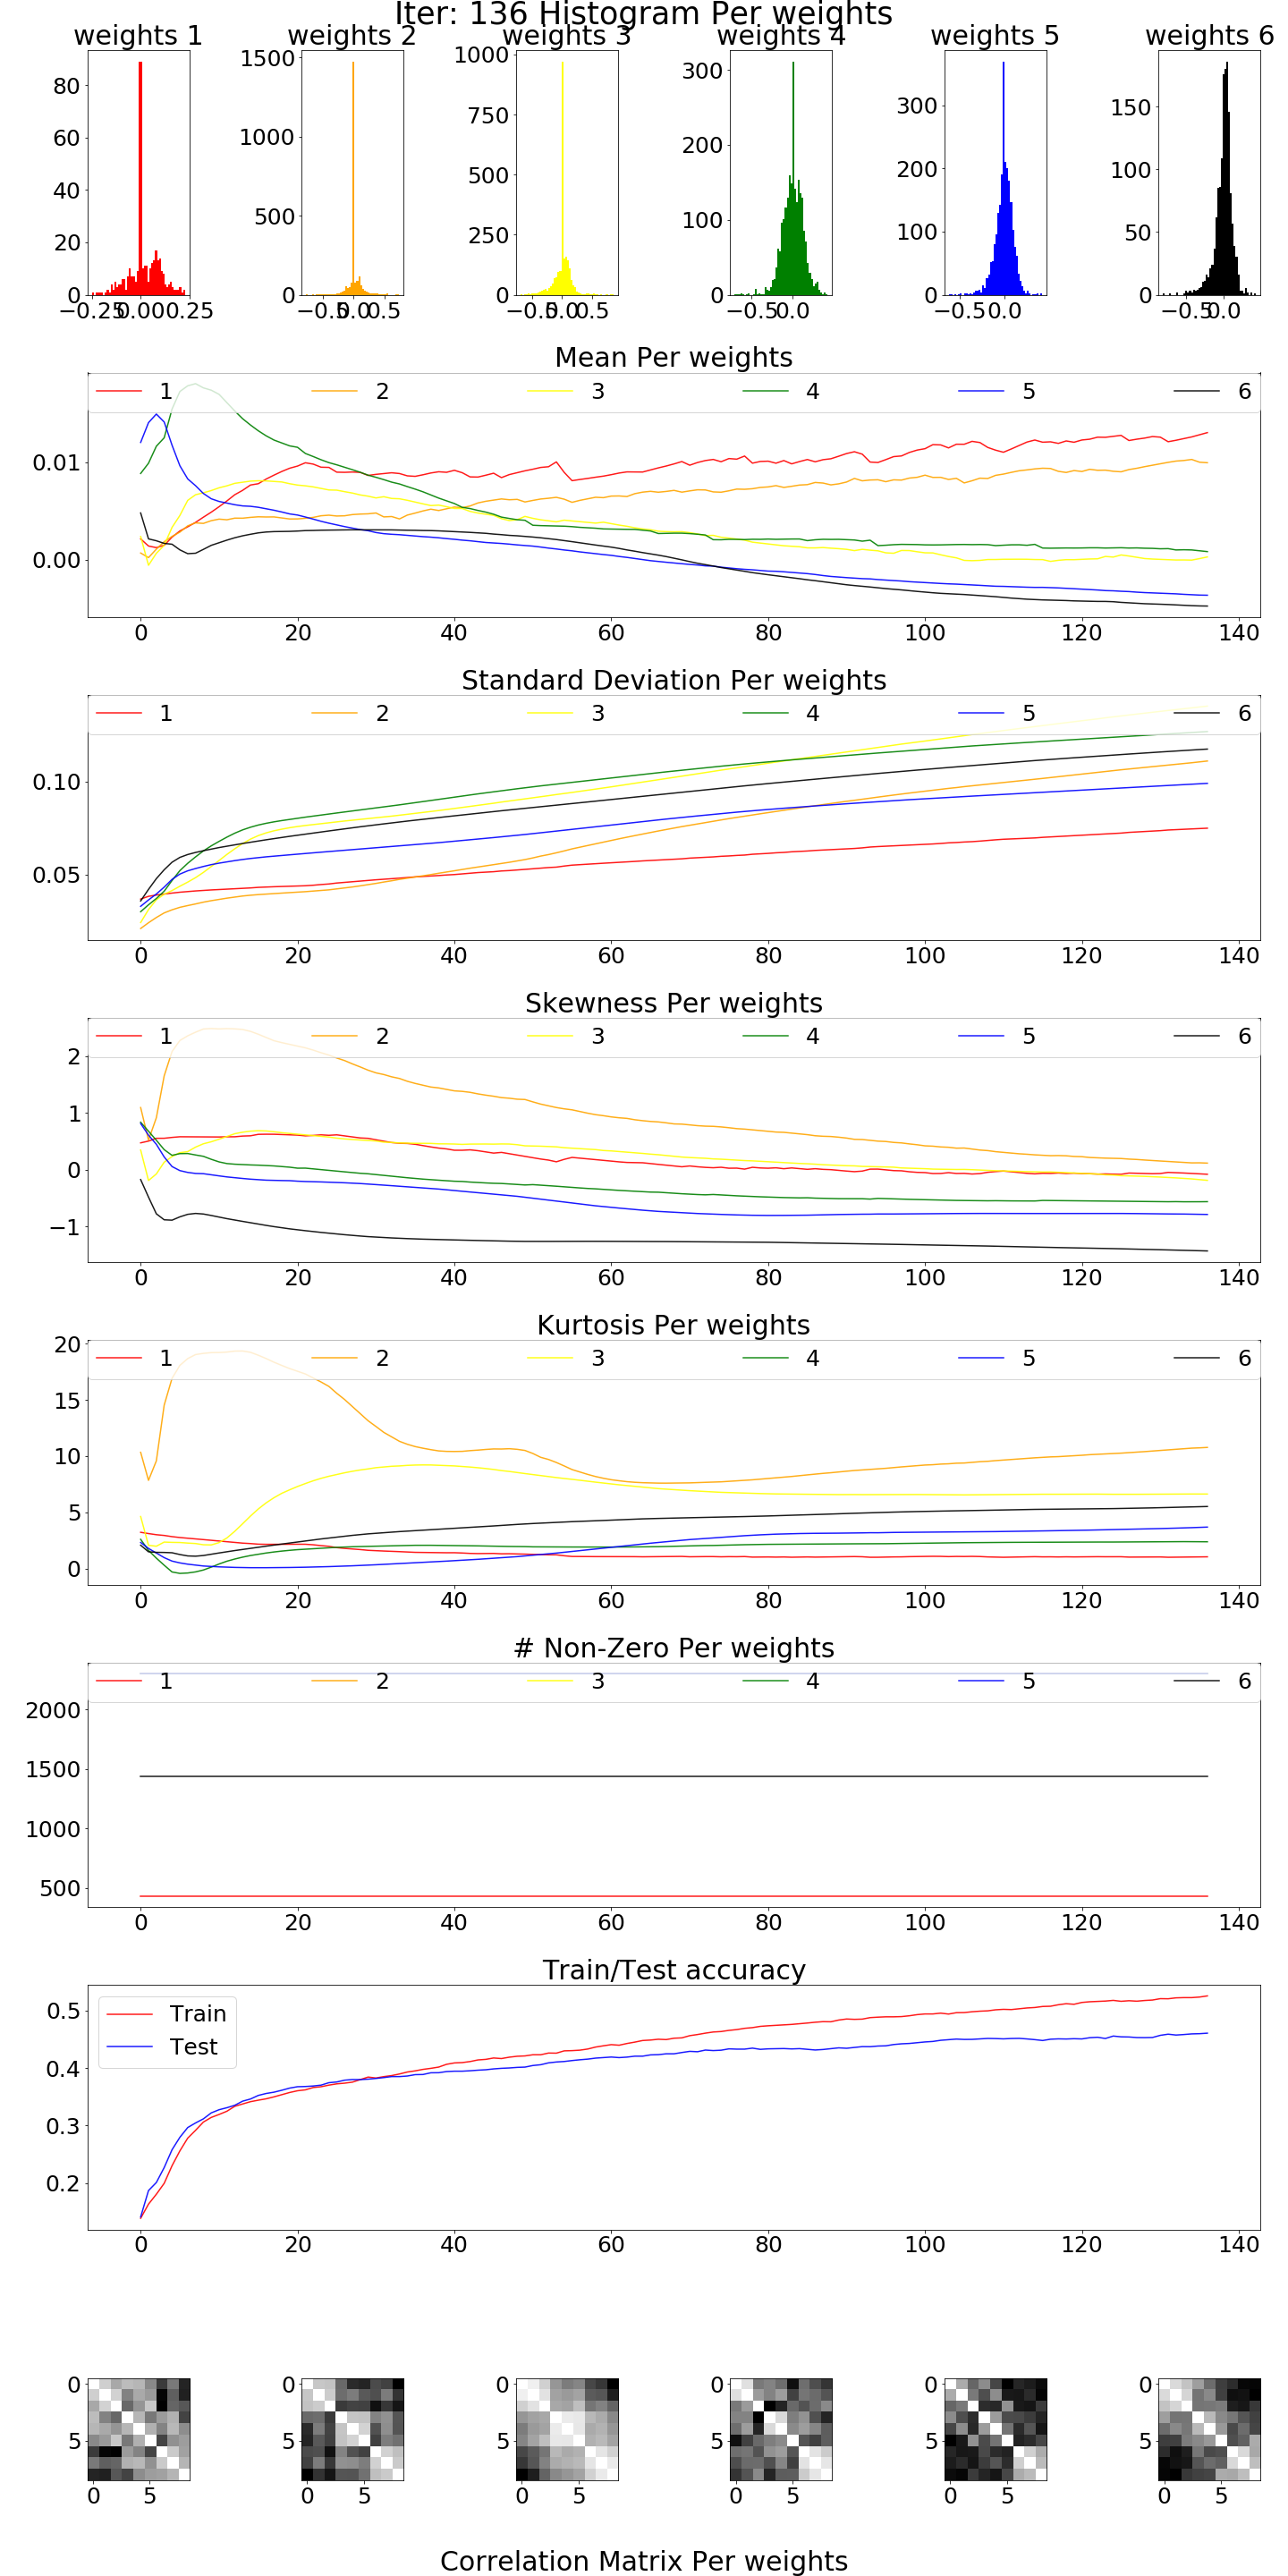 Iter: 136 Histogram Per weights
weights 1 weights 2 weights 3 weights 4 weights 5 weights 6
80
60
40
20
0
−0.25 0.00 0.25
1500
1000
500
0
−0.5 0.0 0.5
1000
750
500
250
0
−0.5 0.0 0.5
300
200
100
0
−0.5 0.0
300
200
100
0
−0.5 0.0
150
100
50
0
−0.5 0.0
Mean Per weights
1 2 3 4 5 6
0.01
0.00
0 20 40 60 80 100 120 140
Standard Deviation Per weights
1 2 3 4 5 6
0.10
0.05
0 20 40 60 80 100 120 140
Skewness Per weights
1 2 3 4 5 6
2
1
0
−1
0 20 40 60 80 100 120 140
Kurtosis Per weights
20
1 2 3 4 5 6
15
10
5
0
0 20 40 60 80 100 120 140
# Non-Zero Per weights
1 2 3 4 5 6
2000
1500
1000
500
0 20 40 60 80 100 120 140
Train/Test accuracy
Train
Test
0.5
0.4
0.3
0.2
0 20 40 60 80 100 120 140
0 0 0 0 0 0
5 5 5 5 5 5
0 5 0 5 0 5 0 5 0 5 0 5
Correlation Matrix Per weights